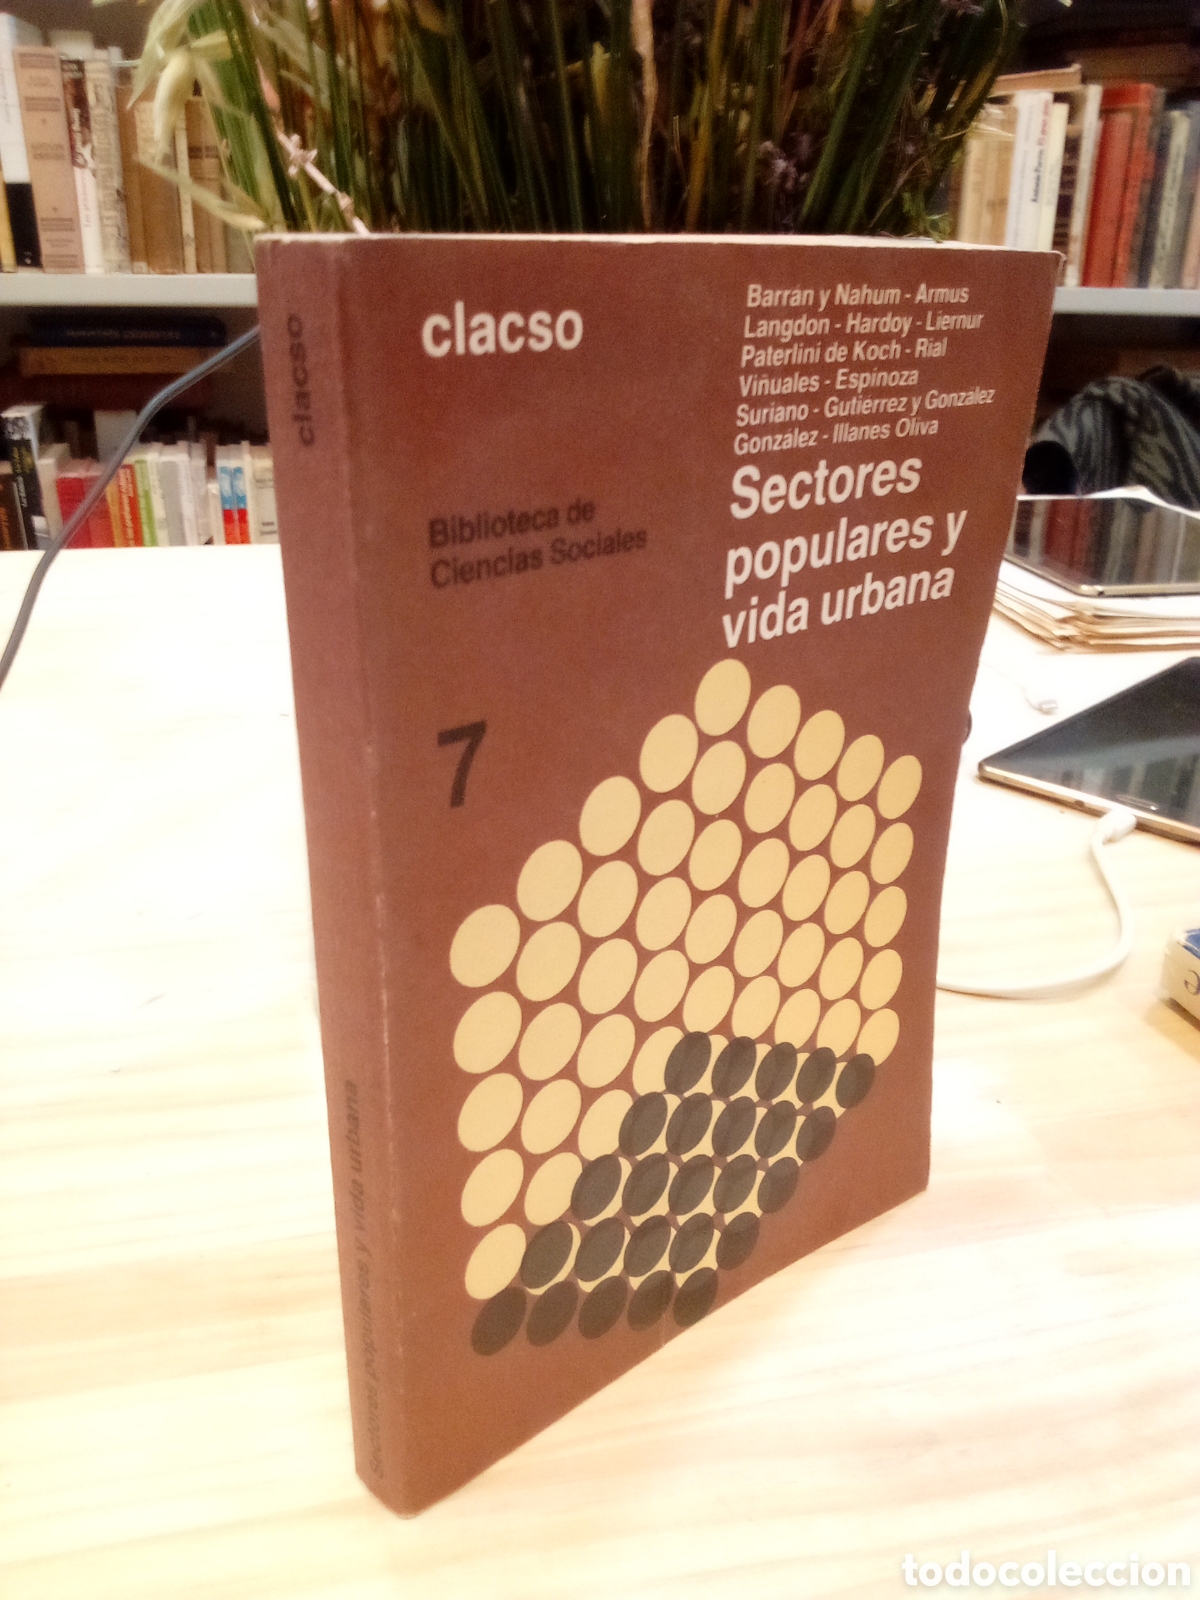 clacso
Barrán y Nahum - Armus
Langdon - Hardoy - Liernur
Paterlini de Koch - Rial
Viñuales - Espinoza
Suriano - Gutiérrez y González
González - Illanes Oliva
Sectores
populares y
vida urbana
Biblioteca de
Ciencias Sociales
7
clacso
Sectores populares y vida urbana
todocoleccion